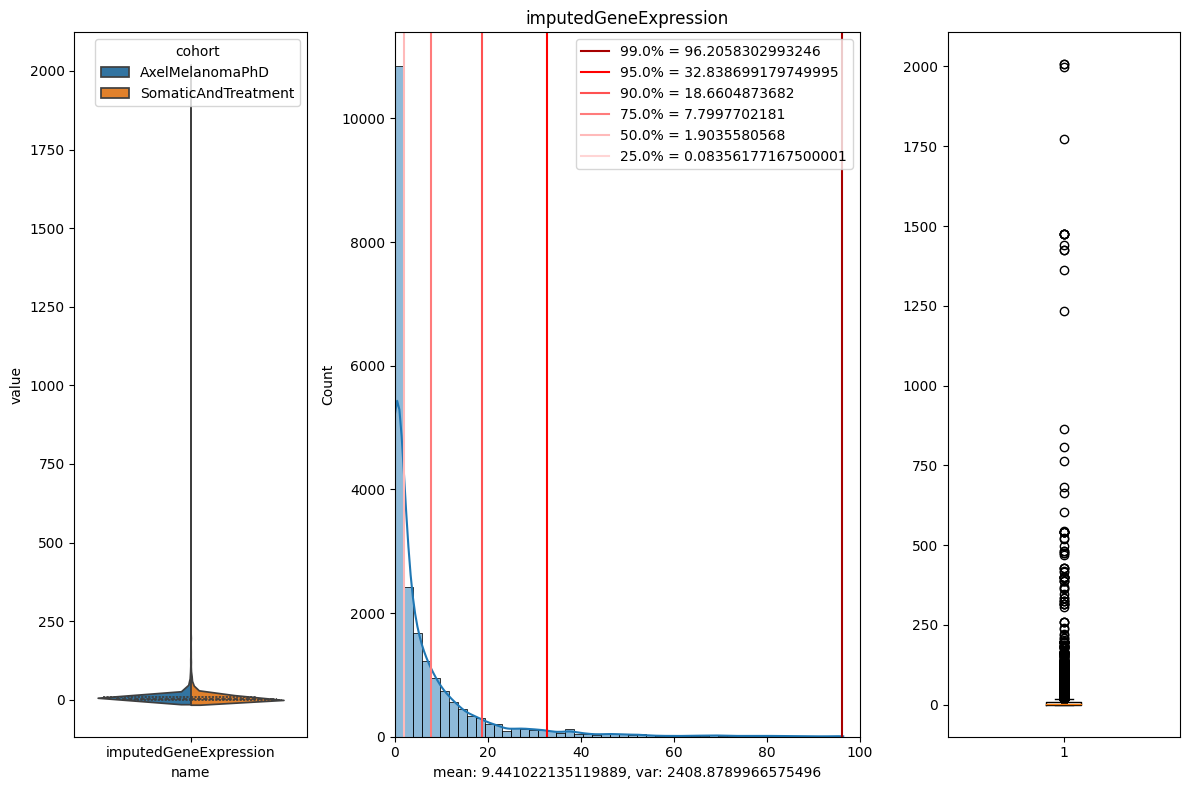 imputedGeneExpression
cohort
AxelMelanomaPhD
SomaticAndTreatment
value
2000
1750
1500
1250
1000
750
500
250
0
imputedGeneExpression
name
Count
10000
8000
6000
4000
2000
0
99.0% = 96.2058302993246
95.0% = 32.838699179749995
90.0% = 18.6604873682
75.0% = 7.7997702181
50.0% = 1.9035580568
25.0% = 0.08356177167500001
0 20 40 60 80 100
mean: 9.441022135119889, var: 2408.8789966575496
2000
1750
1500
1250
1000
750
500
250
0
1